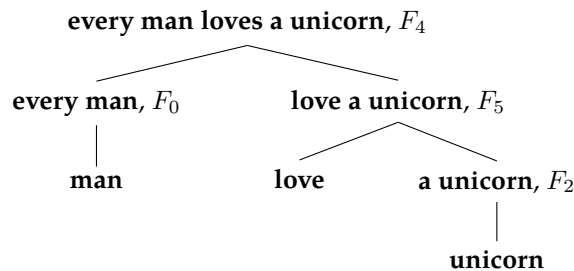 every man loves a unicorn, F₄
every man, F₀ love a unicorn, F₅
man love a unicorn, F₂
unicorn